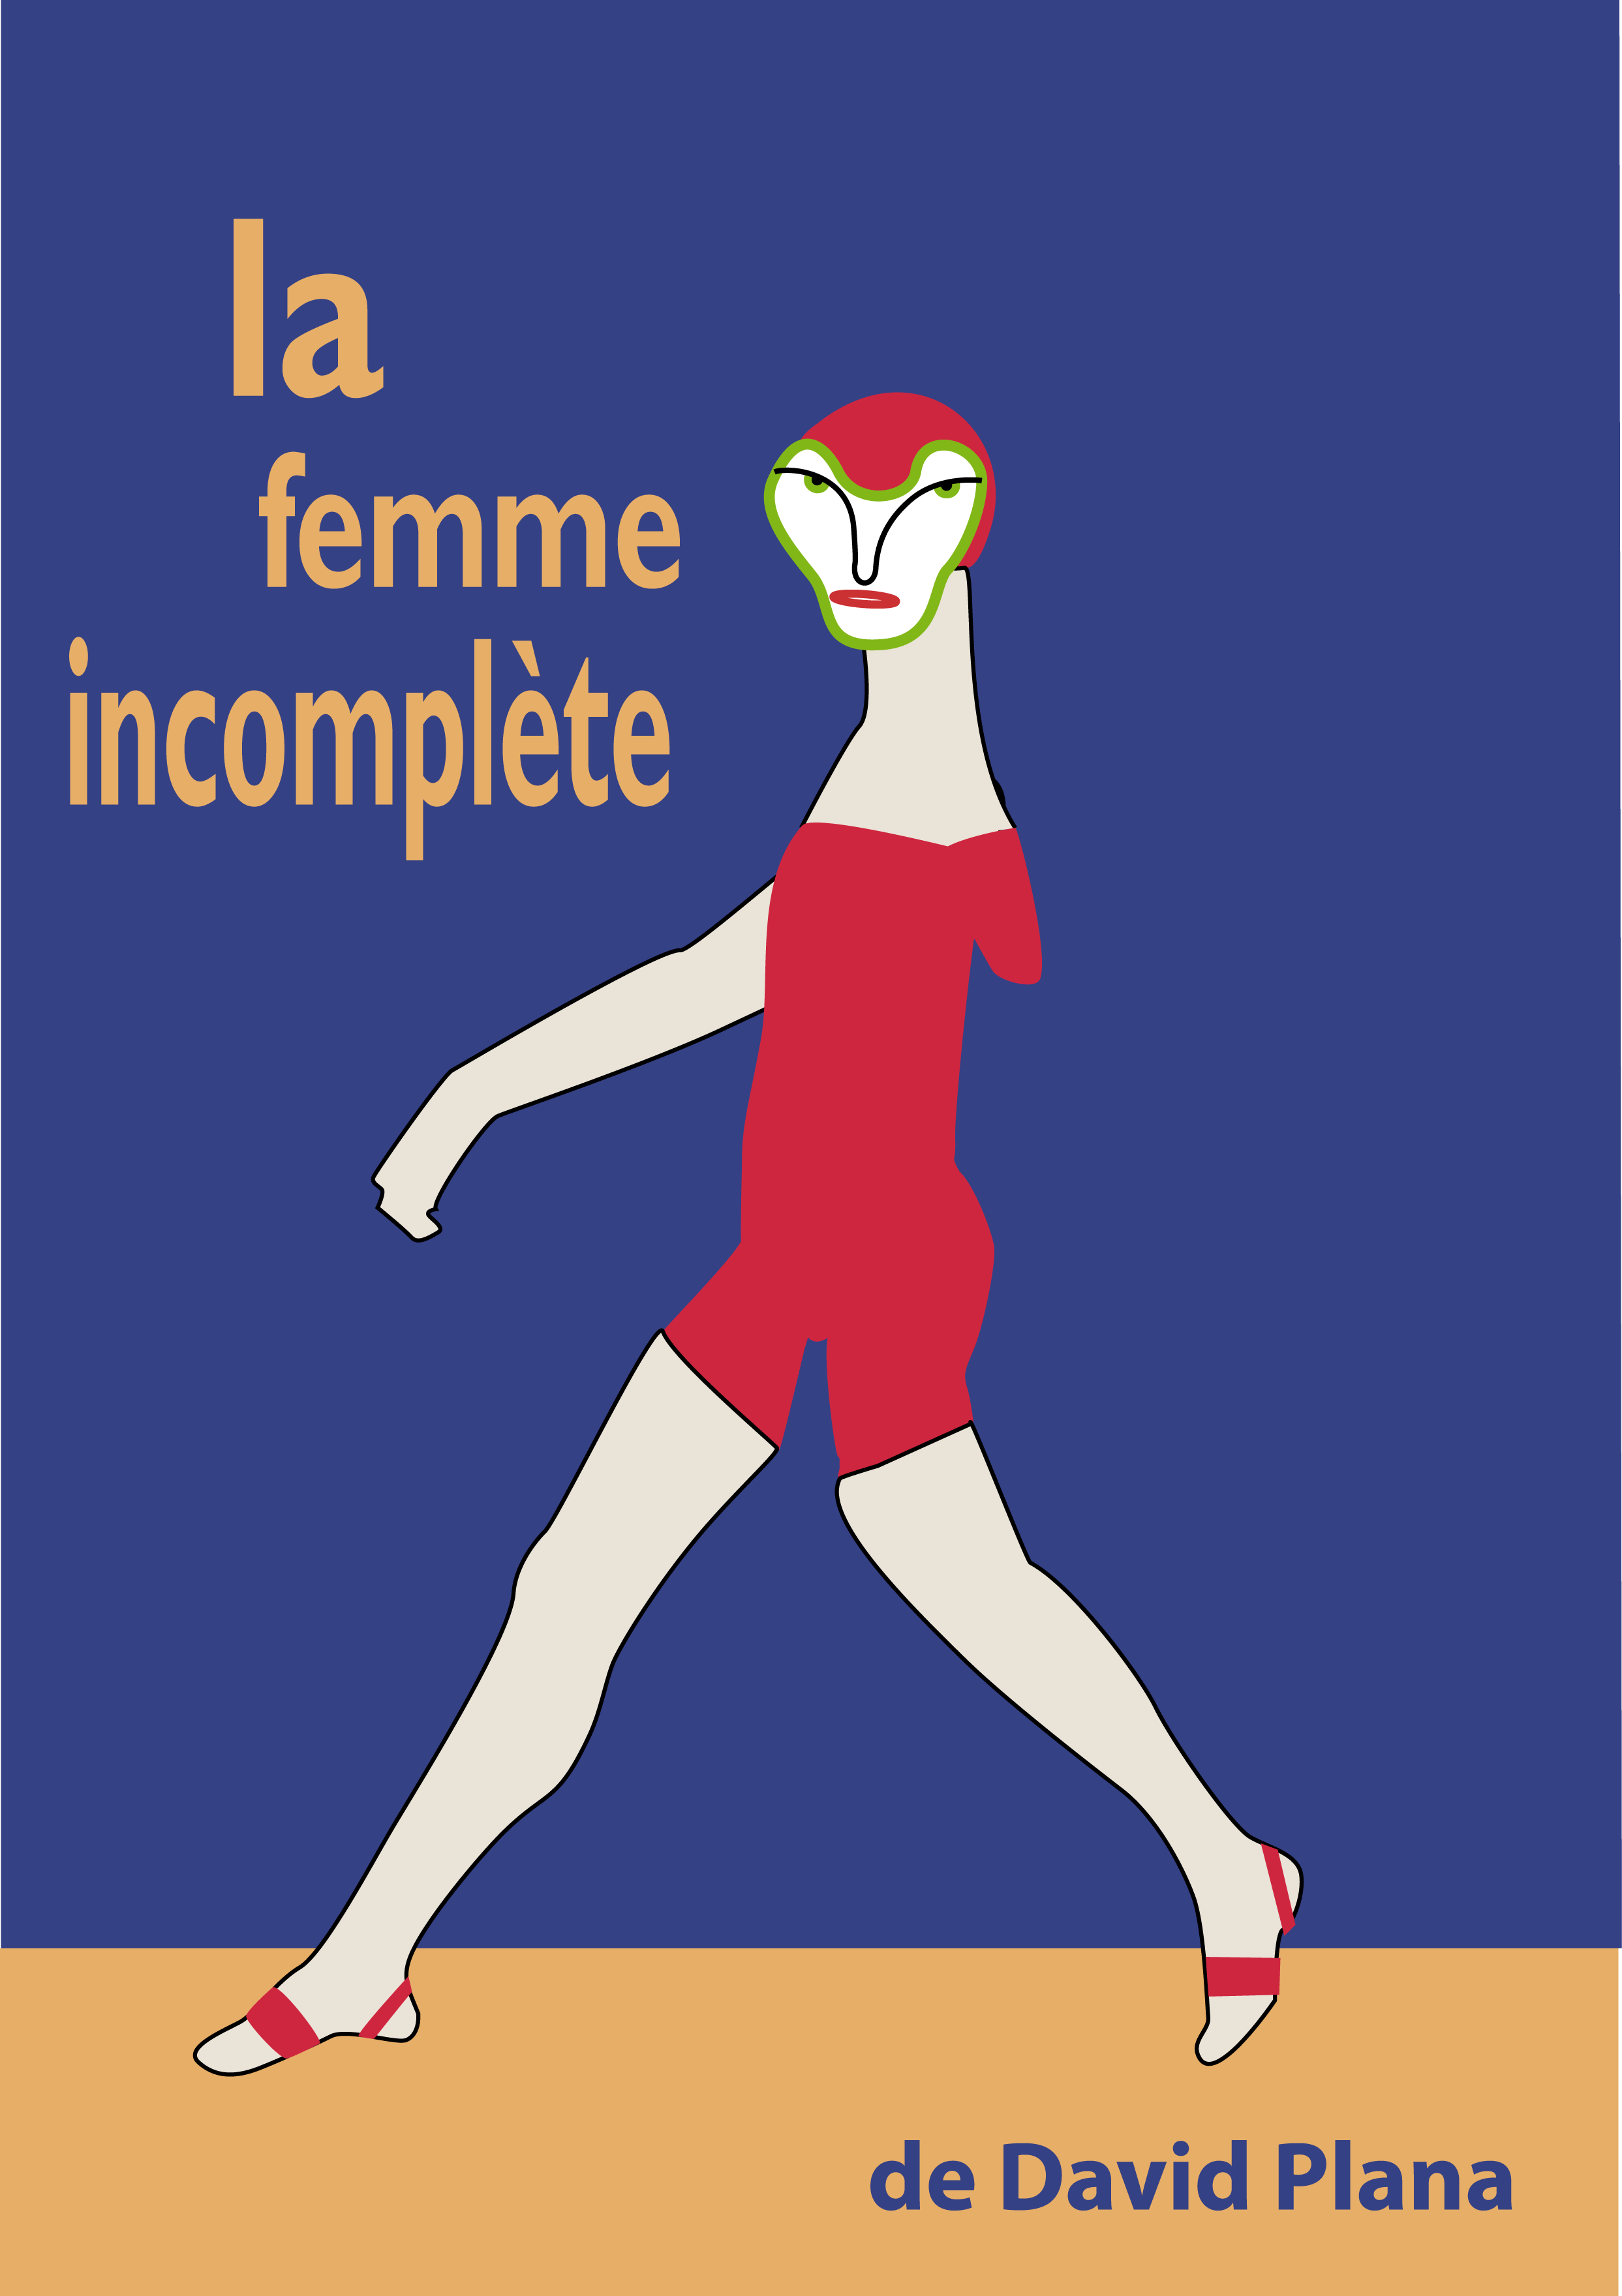 la
femme
incomplète
de David Plana